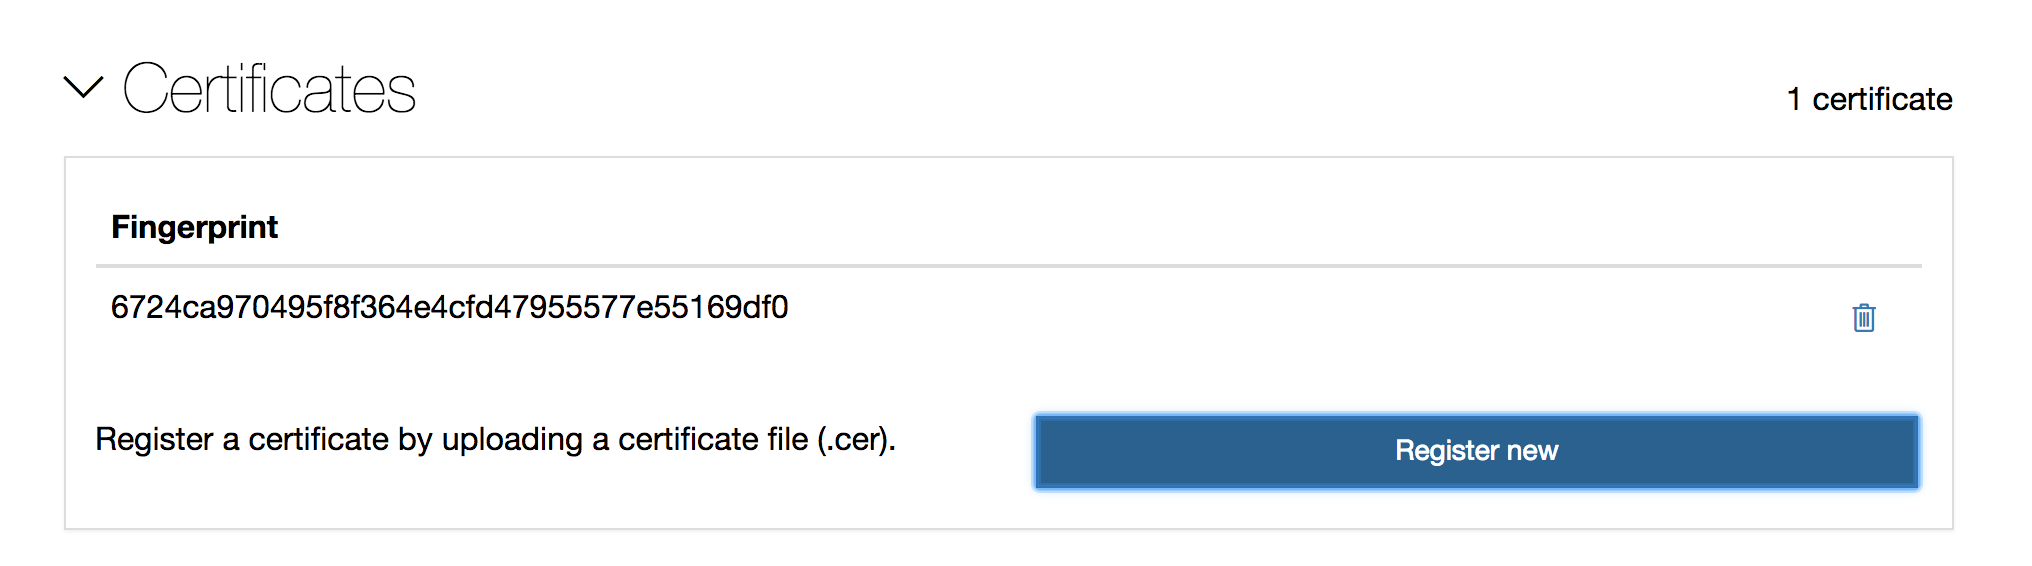 Certificates
1 certificate
Fingerprint
6724ca970495f8f364e4cfd47955577e55169df0
Register a certificate by uploading a certificate file (.cer).
Register new